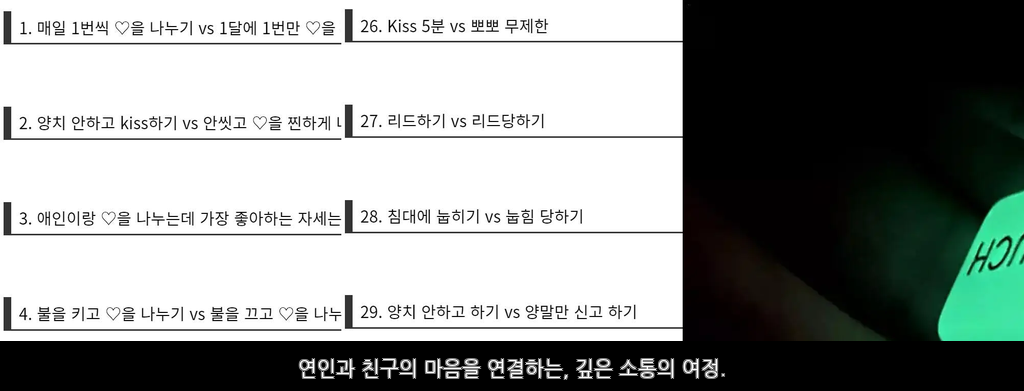 1. 매일 1번씩 ♡을 나누기 vs 1달에 1번만 ♡을
2. 양치 안하고 kiss하기 vs 안씻고 ♡을 찐하게
3. 애인이랑 ♡을 나누는데 가장 좋아하는 자세는
4. 불을 키고 ♡을 나누기 vs 불을 끄고 ♡을 나누
26. Kiss 5분 vs 뽀뽀 무제한
27. 리드하기 vs 리드당하기
28. 침대에 눕히기 vs 눕힘 당하기
29. 양치 안하고 하기 vs 양말만 신고 하기
UCH
연인과 친구의 마음을 연결하는, 깊은 소통의 여정.